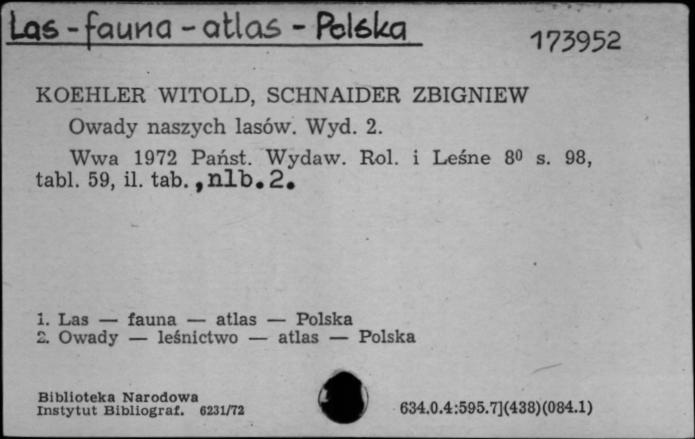 Las - fauna - atlas - Polska
173952
KOEHLER WITOLD, SCHNAIDER ZBIGNIEW
Owady naszych lasów. Wyd. 2.
Wwa 1972 Państ. Wydaw. Rol. i Leśne 8⁰ s. 98,
tabl. 59, il. tab., nlb. 2.
1. Las — fauna — atlas — Polska
2. Owady — leśnictwo — atlas — Polska
Biblioteka Narodowa
Instytut Bibliograf. 6231/72
634.0.4:595.7](438)(084.1)